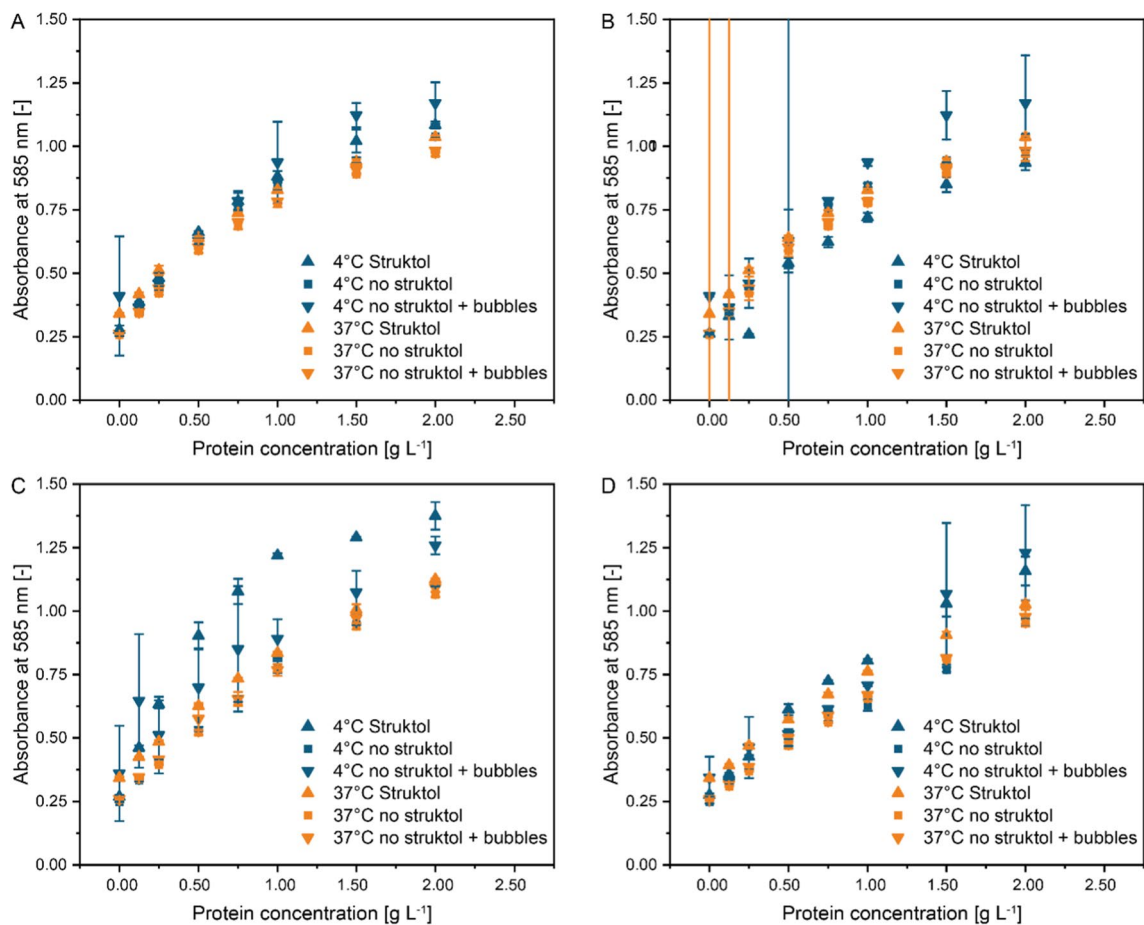 A
1.50
1.25
1.00
0.75
0.50
0.25
0.00
Absorbance at 585 nm [-]
4°C Struktol
4°C no struktol
4°C no struktol + bubbles
37°C Struktol
37°C no struktol
37°C no struktol + bubbles
0.00 0.50 1.00 1.50 2.00 2.50
Protein concentration [g L-1]
B
1.50
1.25
1.00
0.75
0.50
0.25
0.00
Absorbance at 585 nm [-]
4°C Struktol
4°C no struktol
4°C no struktol + bubbles
37°C Struktol
37°C no struktol
37°C no struktol + bubbles
0.00 0.50 1.00 1.50 2.00 2.50
Protein concentration [g L-1]
C
1.50
1.25
1.00
0.75
0.50
0.25
0.00
Absorbance at 585 nm [-]
4°C Struktol
4°C no struktol
4°C no struktol + bubbles
37°C Struktol
37°C no struktol
37°C no struktol + bubbles
0.00 0.50 1.00 1.50 2.00 2.50
Protein concentration [g L-1]
D
1.50
1.25
1.00
0.75
0.50
0.25
0.00
Absorbance at 585 nm [-]
4°C Struktol
4°C no struktol
4°C no struktol + bubbles
37°C Struktol
37°C no struktol
37°C no struktol + bubbles
0.00 0.50 1.00 1.50 2.00 2.50
Protein concentration [g L-1]